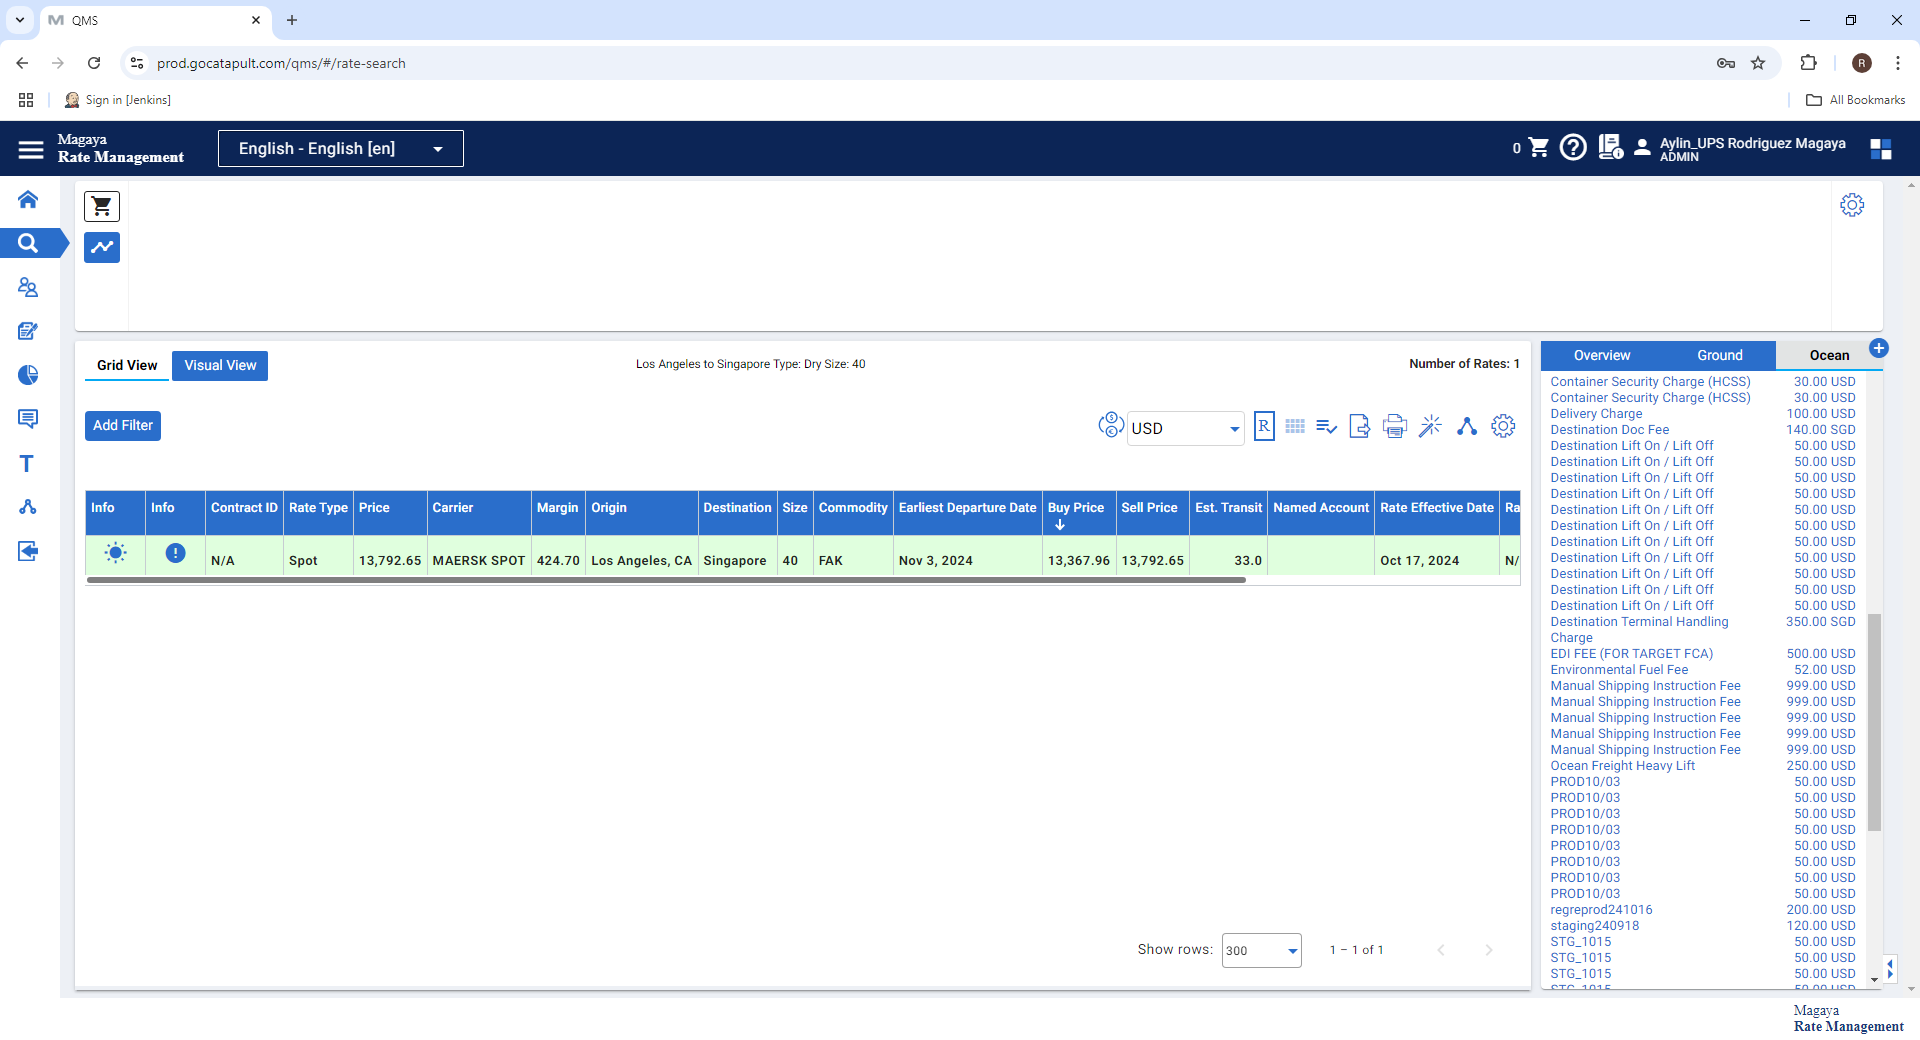 QMS
prod.gocatapult.com/qms/#/rate-search
R
Sign in [Jenkins]
All Bookmarks
Magaya
Rate Management
English - English [en]
0
Aylin_UPS Rodriguez Magaya
ADMIN
Grid View
Visual View
Los Angeles to Singapore Type: Dry Size: 40
Number of Rates: 1
Add Filter
USD
R
Info Info Contract ID Rate Type Price Carrier Margin Origin Destination Size Commodity Earliest Departure Date Buy Price Sell Price Est. Transit Named Account Rate Effective Date Ra
N/A Spot 13,792.65 MAERSK SPOT 424.70 Los Angeles, CA Singapore 40 FAK Nov 3, 2024 13,367.96 13,792.65 33.0 Oct 17, 2024 N/
Show rows: 300 1 – 1 of 1
Overview Ground Ocean
Container Security Charge (HCSS) 30.00 USD
Container Security Charge (HCSS) 30.00 USD
Delivery Charge 100.00 USD
Destination Doc Fee 140.00 SGD
Destination Lift On / Lift Off 50.00 USD
Destination Lift On / Lift Off 50.00 USD
Destination Lift On / Lift Off 50.00 USD
Destination Lift On / Lift Off 50.00 USD
Destination Lift On / Lift Off 50.00 USD
Destination Lift On / Lift Off 50.00 USD
Destination Lift On / Lift Off 50.00 USD
Destination Lift On / Lift Off 50.00 USD
Destination Lift On / Lift Off 50.00 USD
Destination Lift On / Lift Off 50.00 USD
Destination Lift On / Lift Off 50.00 USD
Destination Terminal Handling 350.00 SGD
Charge
EDI FEE (FOR TARGET FCA) 500.00 USD
Environmental Fuel Fee 52.00 USD
Manual Shipping Instruction Fee 999.00 USD
Manual Shipping Instruction Fee 999.00 USD
Manual Shipping Instruction Fee 999.00 USD
Manual Shipping Instruction Fee 999.00 USD
Manual Shipping Instruction Fee 999.00 USD
Ocean Freight Heavy Lift 250.00 USD
PROD10/03 50.00 USD
PROD10/03 50.00 USD
PROD10/03 50.00 USD
PROD10/03 50.00 USD
PROD10/03 50.00 USD
PROD10/03 50.00 USD
PROD10/03 50.00 USD
PROD10/03 50.00 USD
regreprod241016 200.00 USD
staging240918 120.00 USD
STG_1015 50.00 USD
STG_1015 50.00 USD
STG_1015 50.00 USD
STG_1015 50.00 USD
Magaya
Rate Management